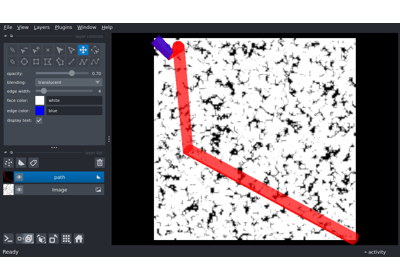 File View Layers Plugins Window Help
opacity: 0.70
blending: translucent
edge width: 4
face color: white
edge color: blue
display text:
path
Image
Ready
activity